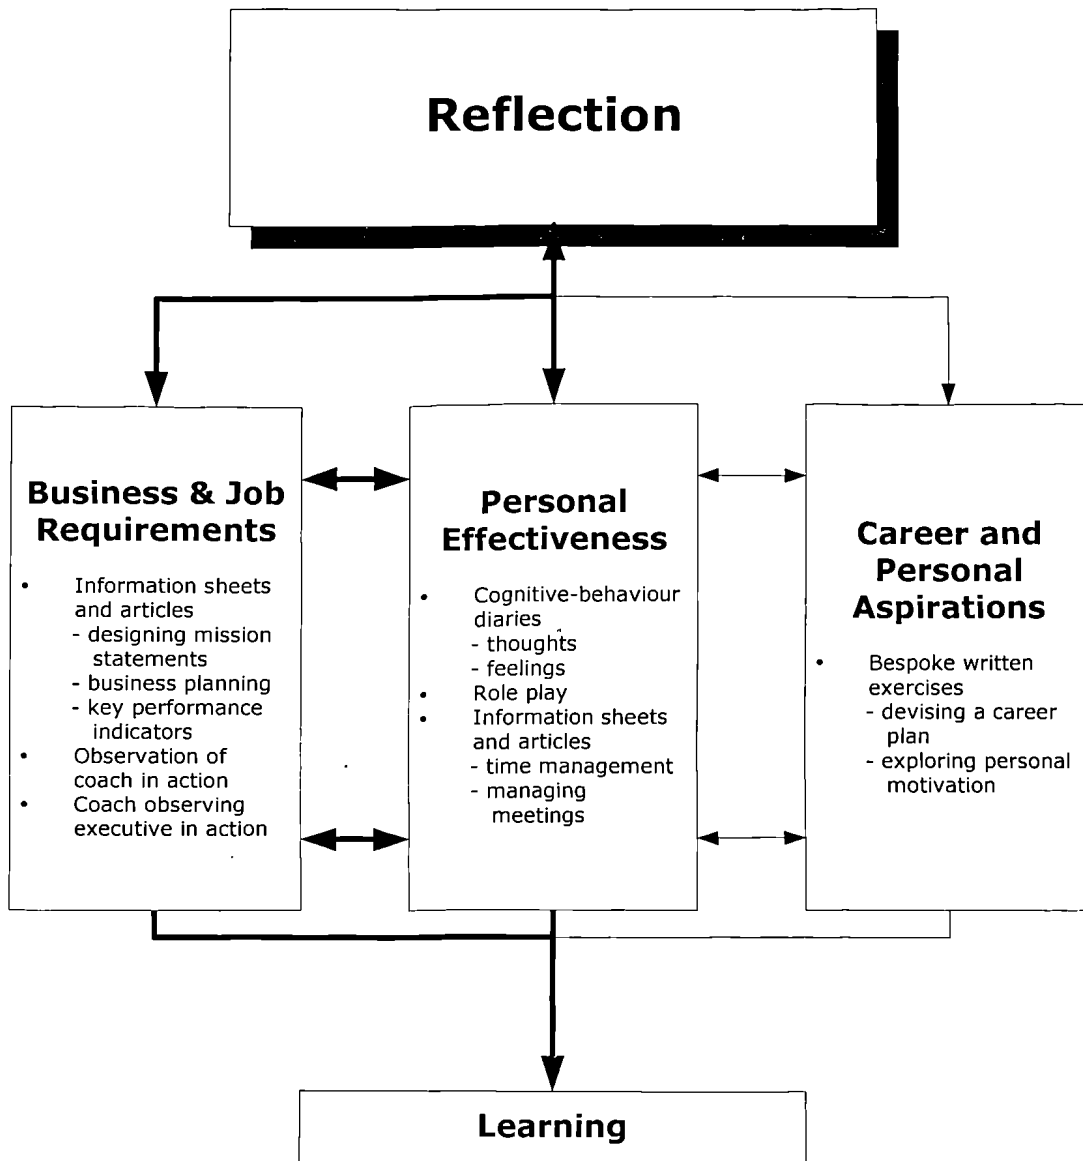 Reflection
Business & Job
Requirements
• Information sheets
and articles
- designing mission
statements
- business planning
- key performance
indicators
• Observation of
coach in action
• Coach observing
executive in action
Personal
Effectiveness
• Cognitive-behaviour
diaries
- thoughts
- feelings
• Role play
• Information sheets
and articles
- time management
- managing
meetings
Career and
Personal
Aspirations
• Bespoke written
exercises
- devising a career
plan
- exploring personal
motivation
Learning